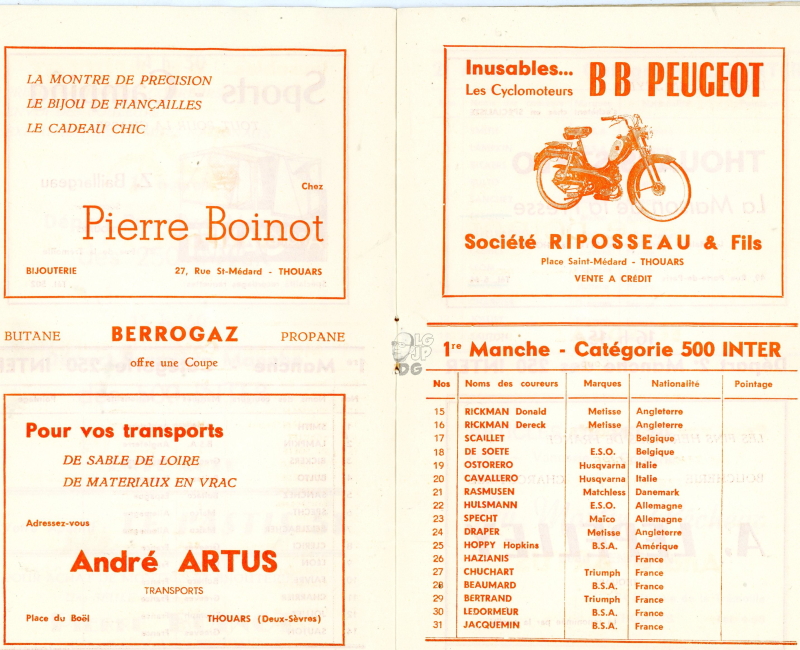 LA MONTRE DE PRECISION
LE BIJOU DE FIANÇAILLES
LE CADEAU CHIC
Chez
Pierre Boinot
BIJOUTERIE 27, Rue St-Médard - THOUARS
BUTANE BERROGAZ PROPANE
offre une Coupe
Pour vos transports
DE SABLE DE LOIRE
DE MATERIAUX EN VRAC
Adressez-vous
André ARTUS
TRANSPORTS
Place du Boël THOUARS (Deux-Sèvres)
Inusables... BB PEUGEOT
Les Cyclomoteurs
Société RIPOSSEAU & Fils
Place Saint-Médard - THOUARS
VENTE A CRÉDIT
1re Manche - Catégorie 500 INTER
Nos Noms des coureurs Marques Nationalité Pointage
15 RICKMAN Donald Metisse Angleterre
16 RICKMAN Dereck Metisse Angleterre
17 SCAILLET Belgique
18 DE SOETE E.S.O. Belgique
19 OSTORERO Husqvarna Italie
20 CAVALLERO Husqvarna Italie
21 RASMUSEN Matchless Danemark
22 HULSMANN E.S.O. Allemagne
23 SPECHT Maïco Allemagne
24 DRAPER Metisse Angleterre
25 HOPPY Hopkins B.S.A. Amérique
26 HAZIANIS France
27 CHUCHART Triumph France
28 BEAUMARD B.S.A. France
29 BERTRAND Triumph France
30 LEDORMEUR B.S.A. France
31 JACQUEMIN B.S.A. France